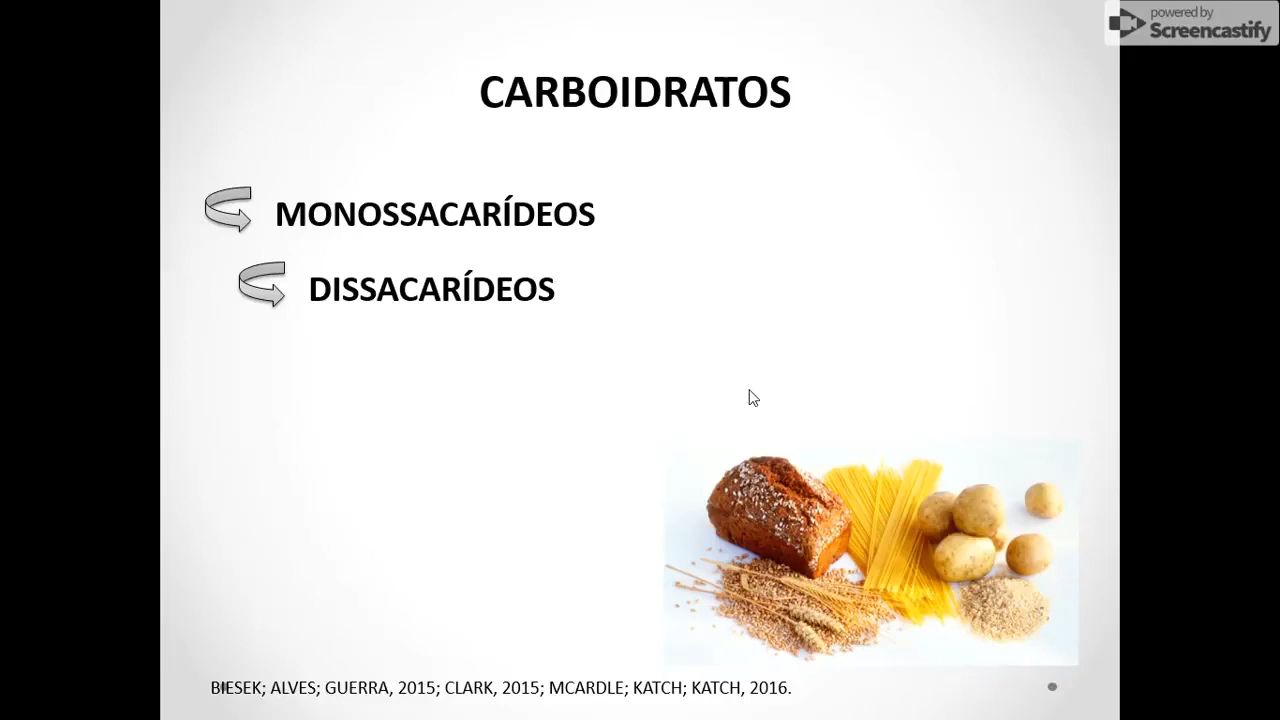 powered by
Screencastify
CARBOIDRATOS
MONOSSACARÍDEOS
DISSACARÍDEOS
BIESEK; ALVES; GUERRA, 2015; CLARK, 2015; MCARDLE; KATCH; KATCH, 2016.